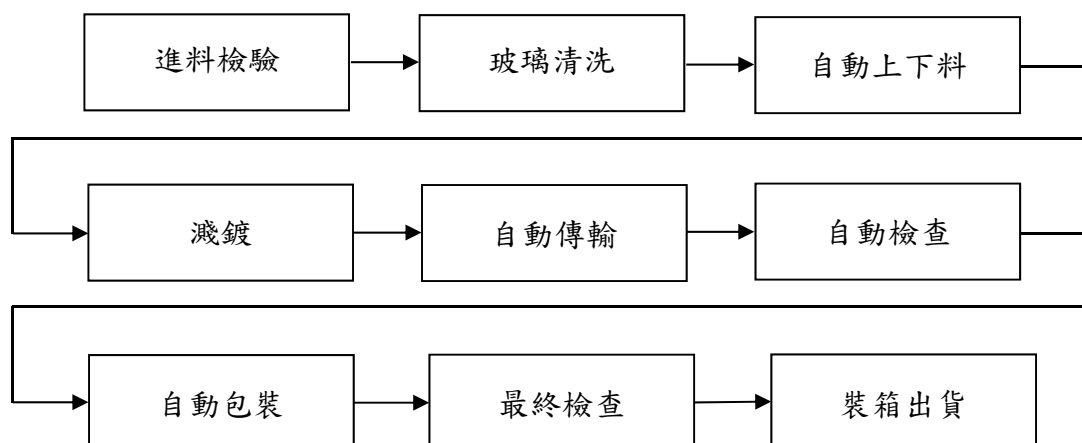 進料檢驗
玻璃清洗
自動上下料
濺鍍
自動傳輸
自動檢查
自動包裝
最終檢查
裝箱出貨